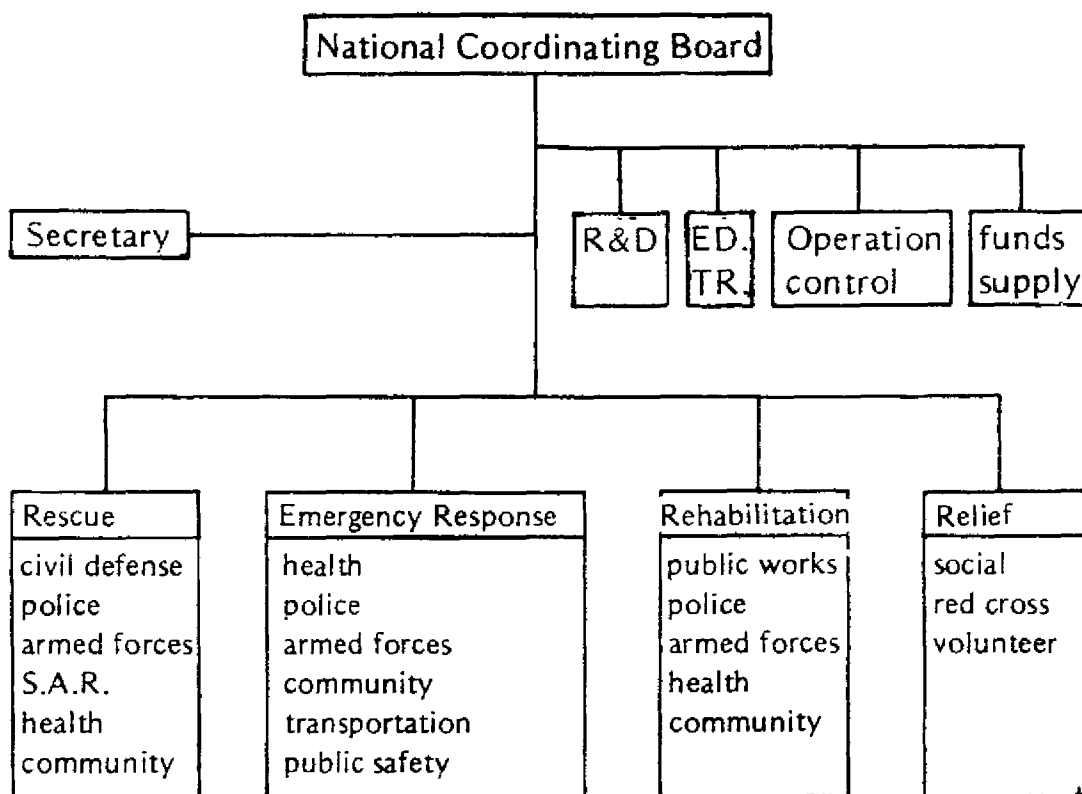 National Coordinating Board
Secretary
R&D
ED.
TR.
Operation
control
funds
supply
Rescue
civil defense
police
armed forces
S.A.R.
health
community
Emergency Response
health
police
armed forces
community
transportation
public safety
Rehabilitation
public works
police
armed forces
health
community
Relief
social
red cross
volunteer